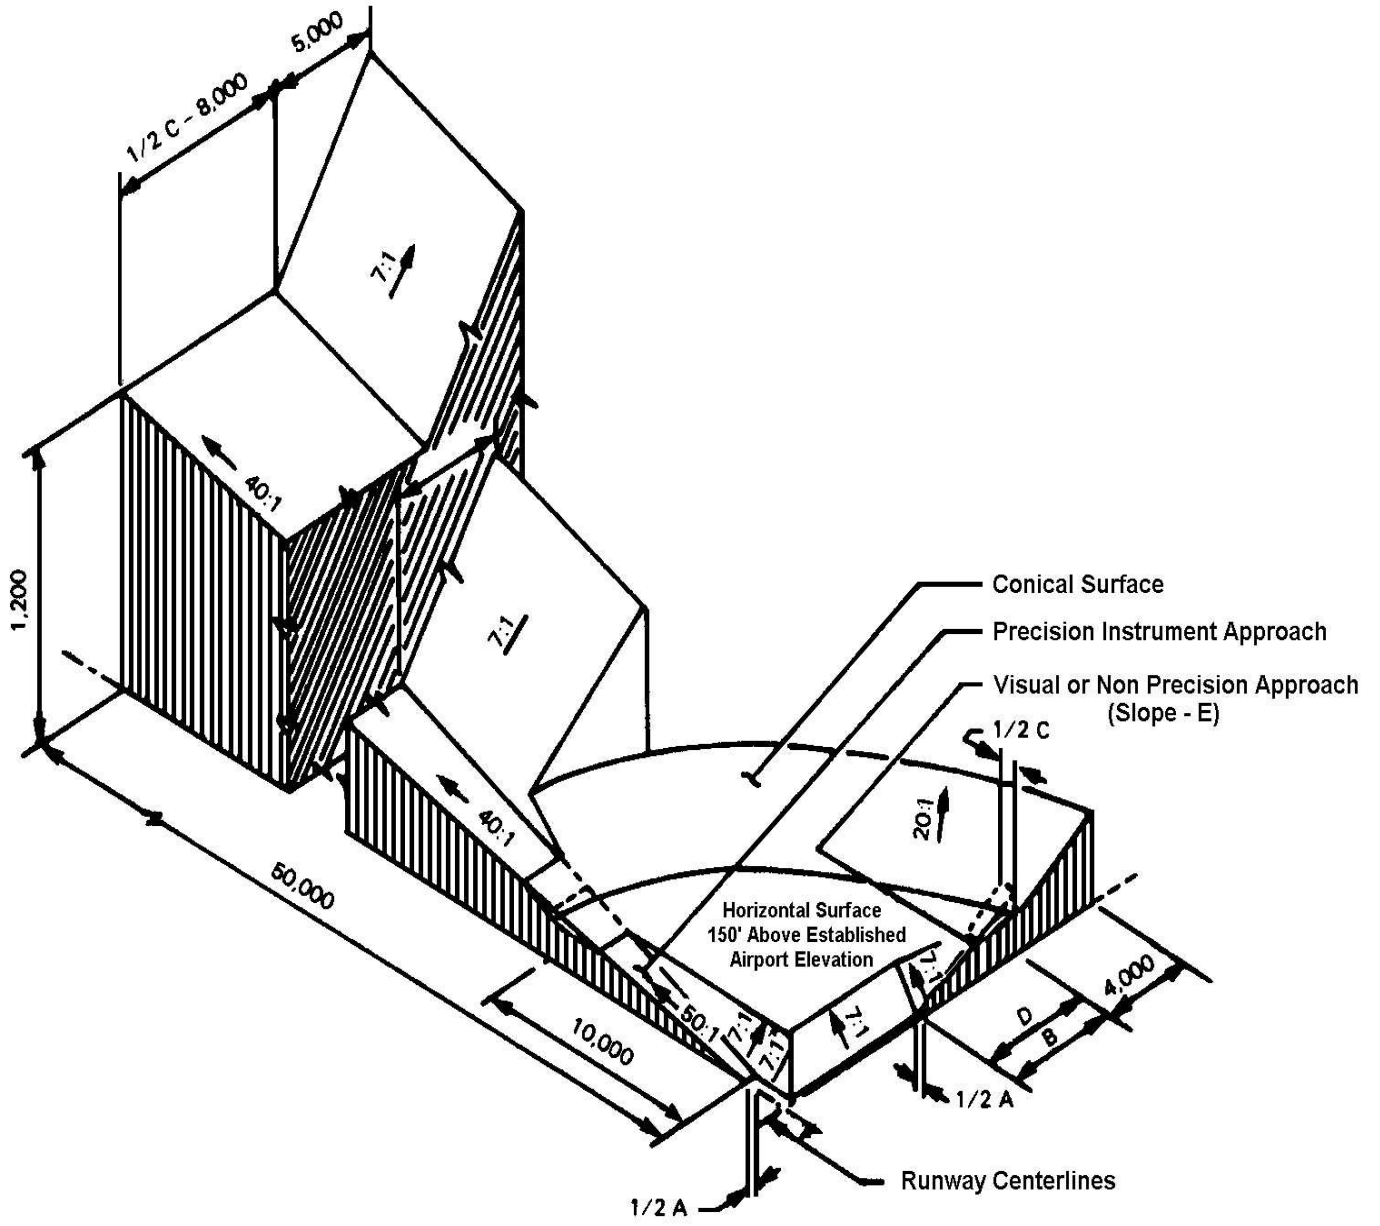 5,000
1/2 C - 8,000
7:1
40:1
1,200
7:1
Conical Surface
Precision Instrument Approach
Visual or Non Precision Approach
(Slope - E)
1/2 C
20:1
40:1
50,000
Horizontal Surface
150' Above Established
Airport Elevation
7:1
4,000
D
B
50:1
7:1
7:1
7:1
10,000
1/2 A
Runway Centerlines
1/2 A